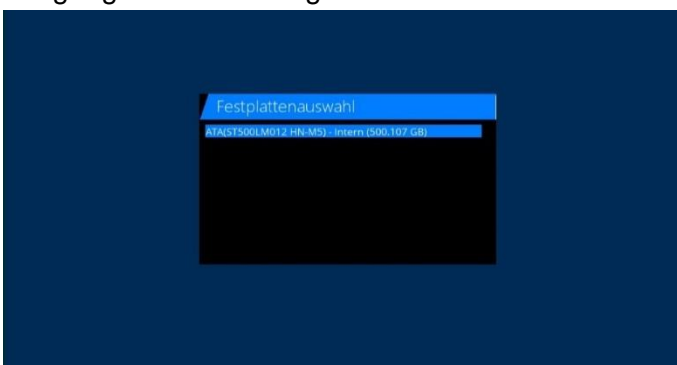 Festplattenauswahl
ATA(ST500LM012 HN-M5) - Intern (500.107 GB)